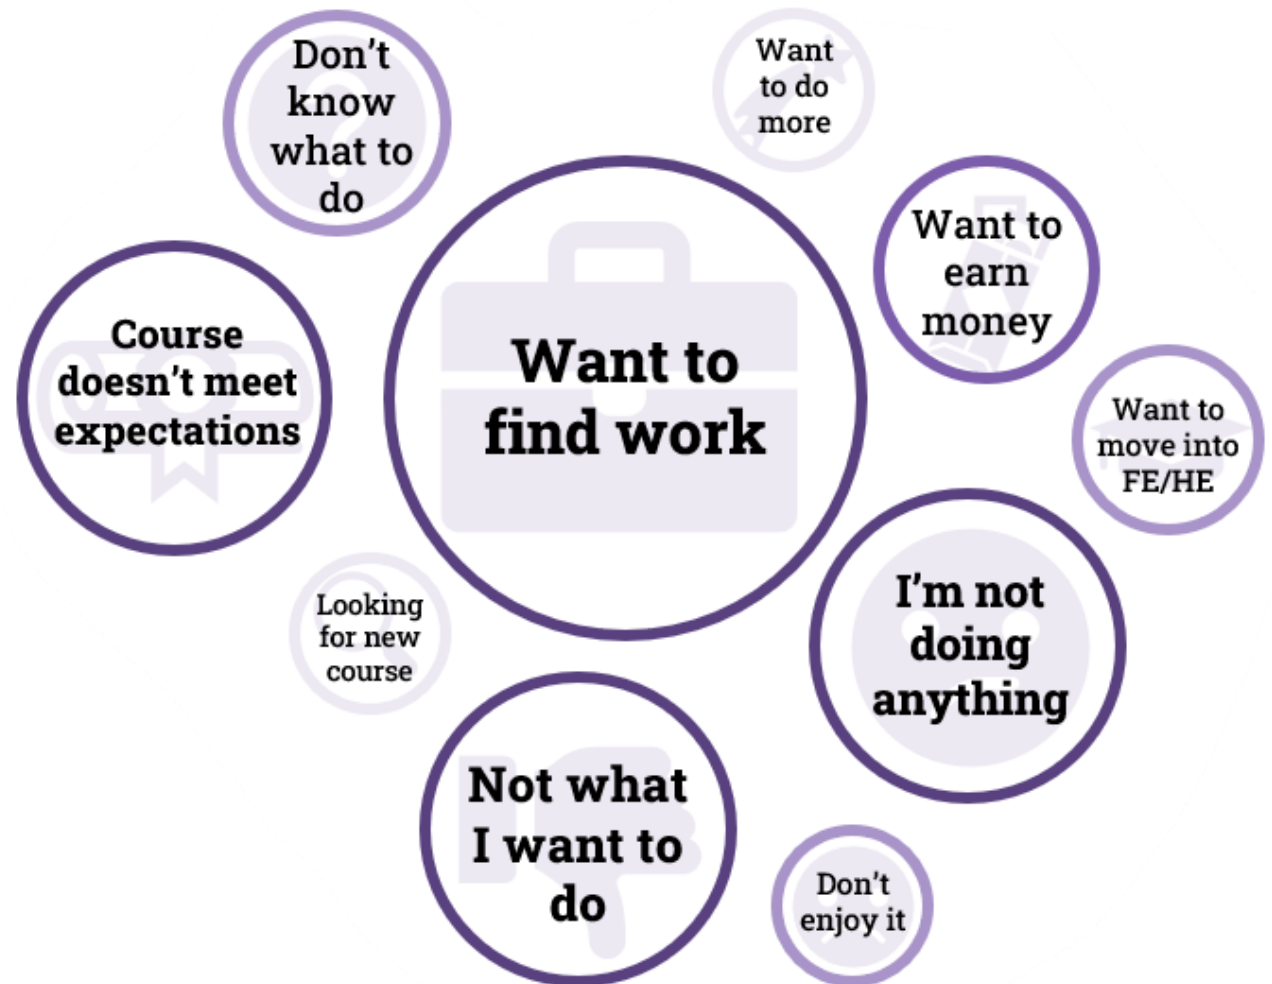 Don’t
know
what to
do
Want
to do
more
Want to
earn
money
Course
doesn’t meet
expectations
Want to
find work
Want to
move into
FE/HE
Looking
for new
course
I’m not
doing
anything
Not what
I want to
do
Don’t
enjoy it